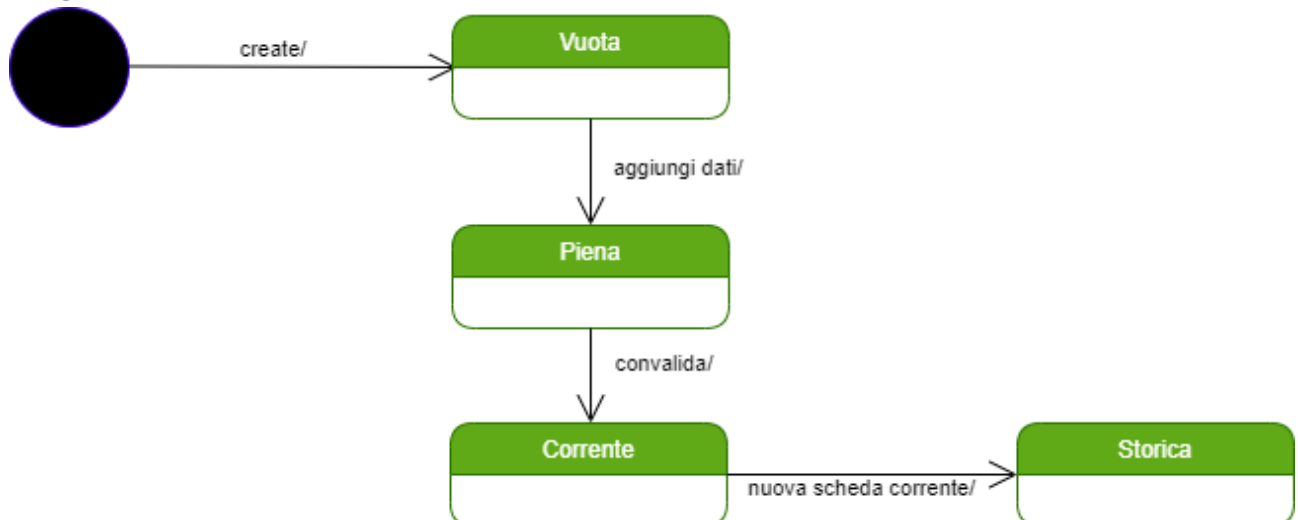 create/
Vuota
aggiungi dati/
Piena
convalida/
Corrente
nuova scheda corrente/
Storica